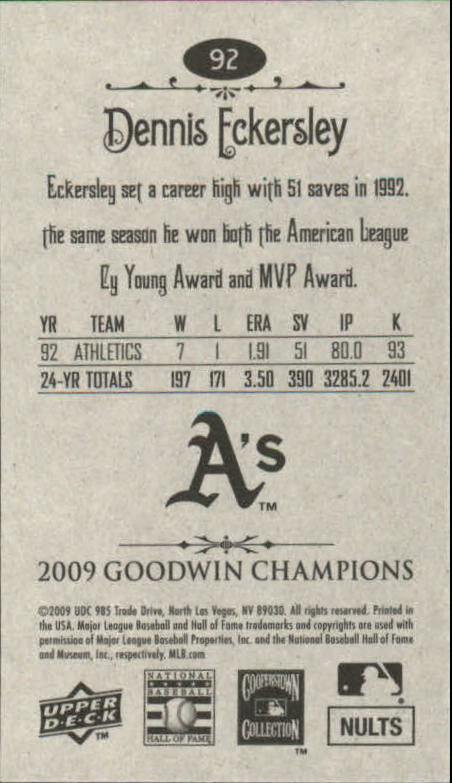 92
Dennis Eckersley
Eckersley set a career high with 51 saves in 1992,
the same season he won both the American League
Cy Young Award and MVP Award.
YR TEAM W L ERA SV IP K
92 ATHLETICS 7 1 1.91 51 80.0 93
24-YR TOTALS 197 171 3.50 390 3285.2 2401
A's TM
2009 GOODWIN CHAMPIONS
©2009 UDC 985 Trade Drive, North Las Vegas, NV 89030. All rights reserved. Printed in
the USA. Major League Baseball and Hall of Fame trademarks and copyrights are used with
permission of Major League Baseball Properties, Inc. and the National Baseball Hall of Fame
and Museum, Inc., respectively. MLB.com
UPPER
D·E·C·K
TM
NATIONAL
BASEBALL
HALL OF FAME
COOPERSTOWN
COLLECTION
TM
NULTS